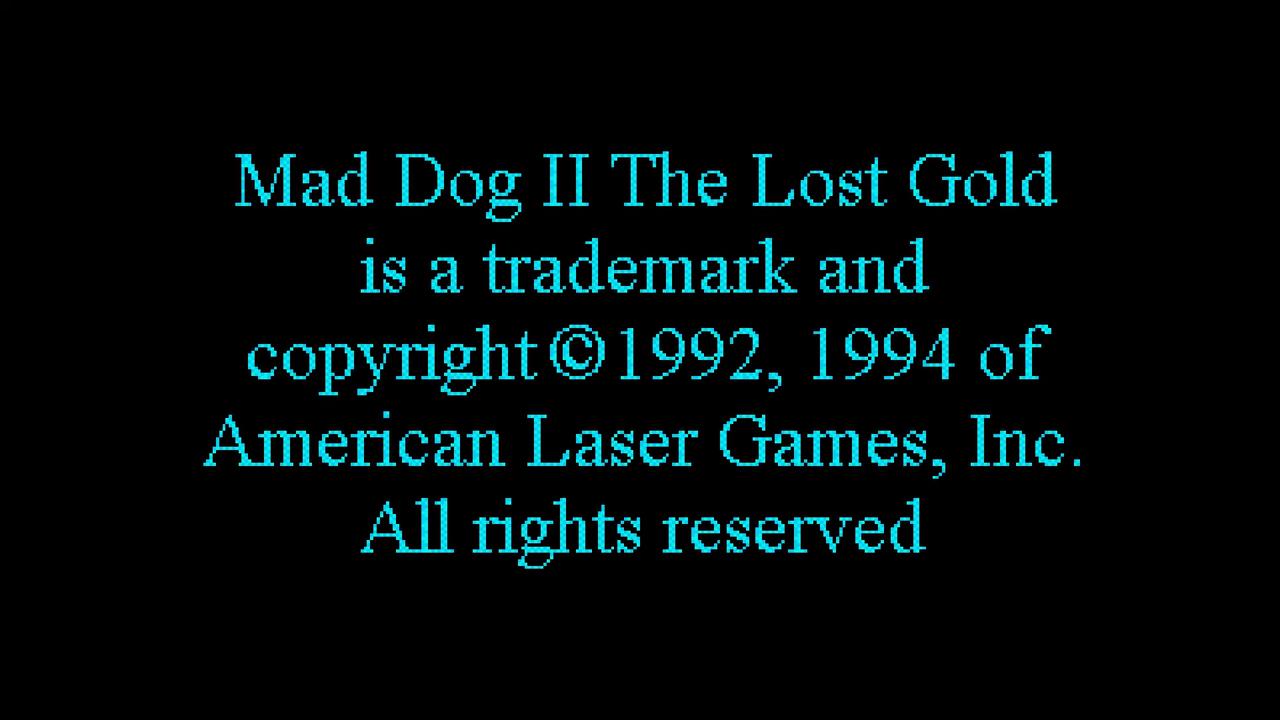 Mad Dog II The Lost Gold
is a trademark and
copyright ©1992, 1994 of
American Laser Games, Inc.
All rights reserved